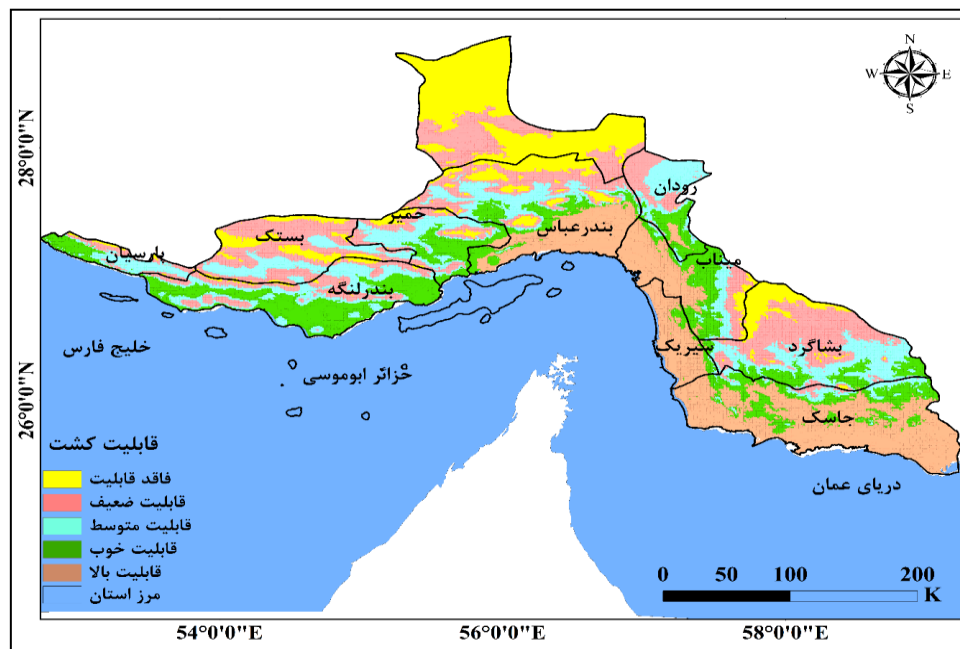 N
W E
S
28°0'0"N
26°0'0"N
رودان
خمیر
بندرعباس
بستک
میناب
پارسیان
بندرلنگه
سیریک
بشاگرد
خلیج فارس
جزائر ابوموسی
جاسک
دریای عمان
قابلیت کشت
فاقد قابلیت
قابلیت ضعیف
قابلیت متوسط
قابلیت خوب
قابلیت بالا
مرز استان
0 50 100 200
K
54°0'0"E 56°0'0"E 58°0'0"E